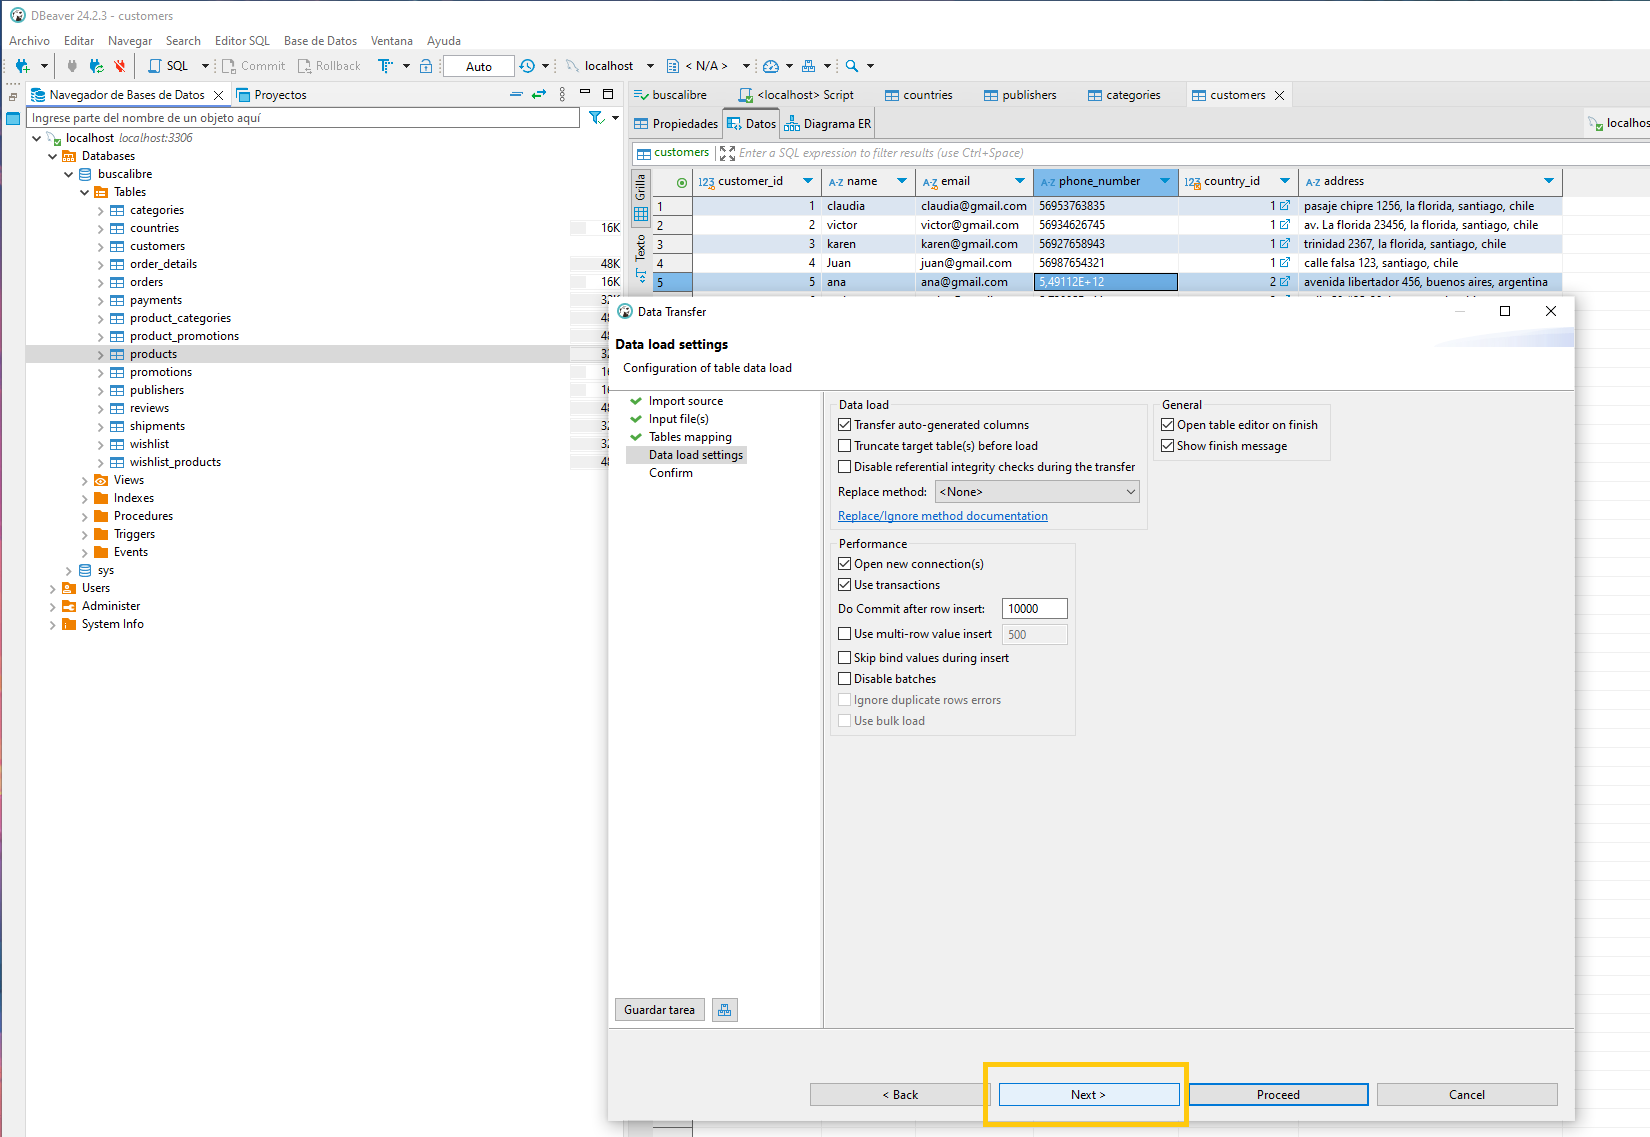 DBeaver 24.2.3 - customers
Archivo Editar Navegar Search Editor SQL Base de Datos Ventana Ayuda
SQL Commit Rollback Auto localhost < N/A >
Navegador de Bases de Datos Proyectos
Ingrese parte del nombre de un objeto aquí
localhost localhost:3306
Databases
buscalibre
Tables
categories
countries 16K
customers
order_details 48K
orders 16K
payments 32
product_categories 48
product_promotions 48
products 32
promotions 16
publishers 16
reviews 48
shipments 32
wishlist 32
wishlist_products 48
Views
Indexes
Procedures
Triggers
Events
sys
Users
Administer
System Info
buscalibre <localhost> Script countries publishers categories customers
Propiedades Datos Diagrama ER localhos
customers Enter a SQL expression to filter results (use Ctrl+Space)
Grilla
Texto
123 customer_id A-Z name A-Z email A-Z phone_number 123 country_id A-Z address
1 1 claudia claudia@gmail.com 56953763835 1 pasaje chipre 1256, la florida, santiago, chile
2 2 victor victor@gmail.com 56934626745 1 av. La florida 23456, la florida, santiago, chile
3 3 karen karen@gmail.com 56927658943 1 trinidad 2367, la florida, santiago, chile
4 4 Juan juan@gmail.com 56987654321 1 calle falsa 123, santiago, chile
5 5 ana ana@gmail.com 5,49112E+12 2 avenida libertador 456, buenos aires, argentina
Data Transfer
Data load settings
Configuration of table data load
Import source
Input file(s)
Tables mapping
Data load settings
Confirm
Data load
Transfer auto-generated columns
Truncate target table(s) before load
Disable referential integrity checks during the transfer
Replace method: <None>
Replace/Ignore method documentation
General
Open table editor on finish
Show finish message
Performance
Open new connection(s)
Use transactions
Do Commit after row insert: 10000
Use multi-row value insert 500
Skip bind values during insert
Disable batches
Ignore duplicate rows errors
Use bulk load
Guardar tarea
< Back Next > Proceed Cancel